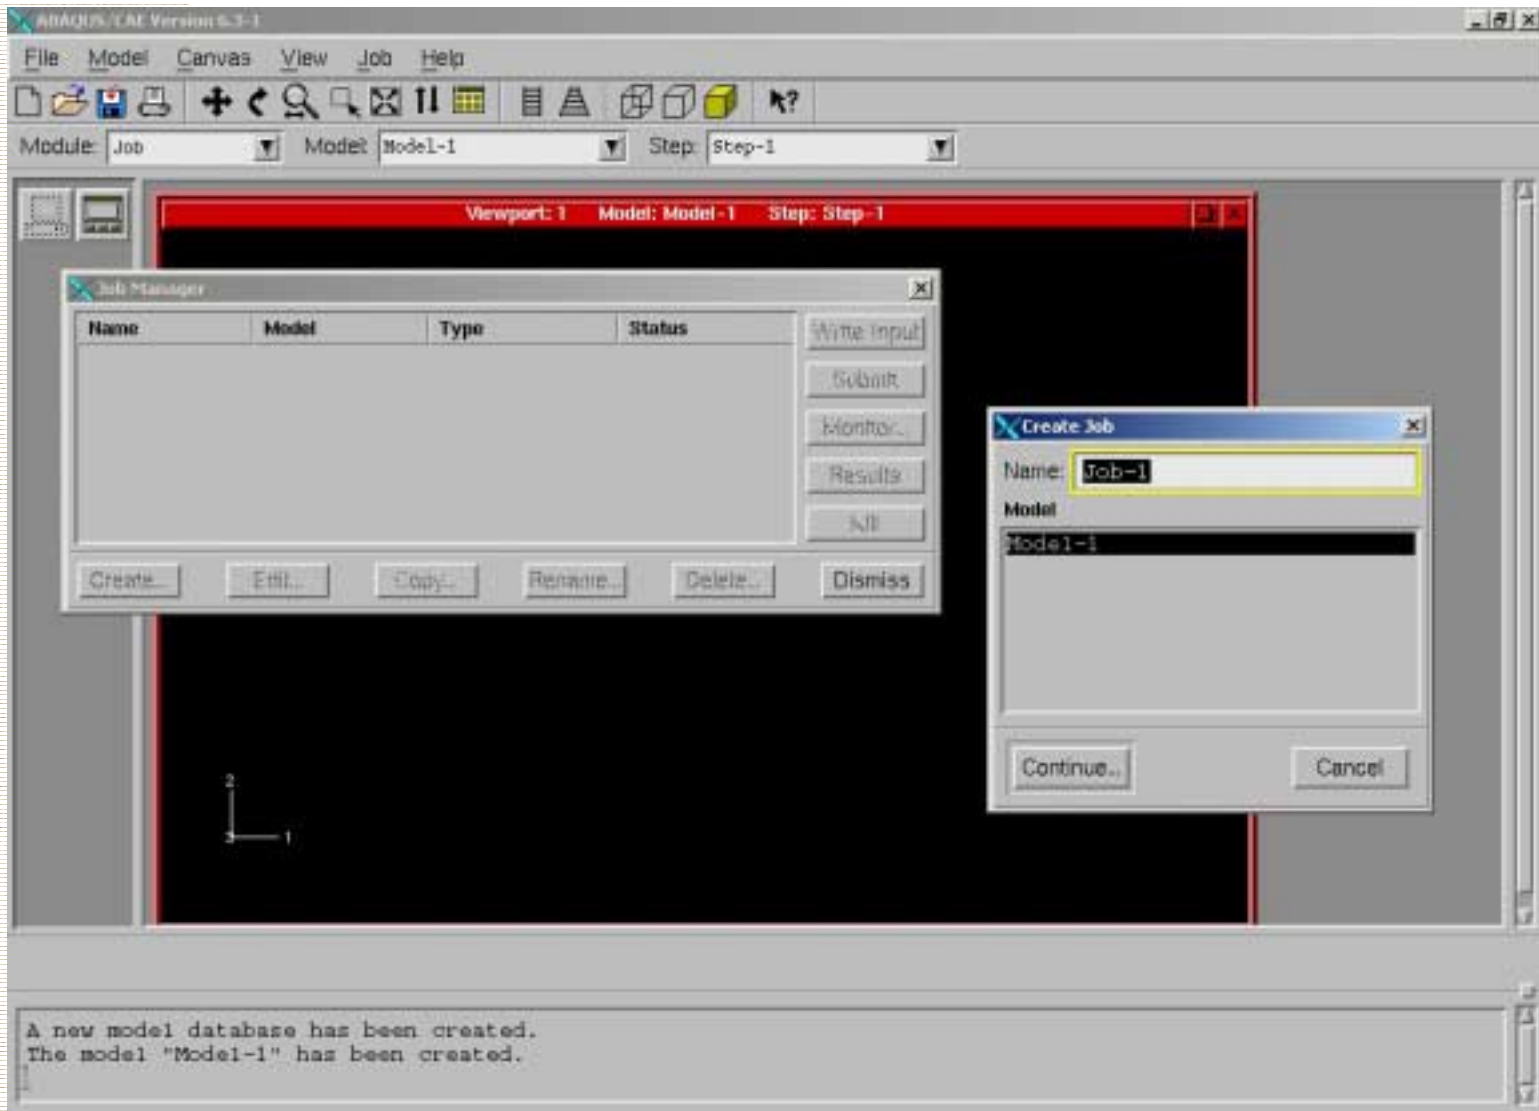 ABAQUS/CAE Version 6.3-1
File Model Canvas View Job Help
Module: Job Model: Model-1 Step: Step-1
Viewport: 1 Model: Model-1 Step: Step-1
Job Manager
Name Model Type Status
Write Input
Submit
Monitor...
Results
Kill
Create... Edit... Copy... Rename... Delete... Dismiss
Create Job
Name: Job-1
Model
Model-1
Continue... Cancel
2
3 1
A new model database has been created.
The model "Model-1" has been created.